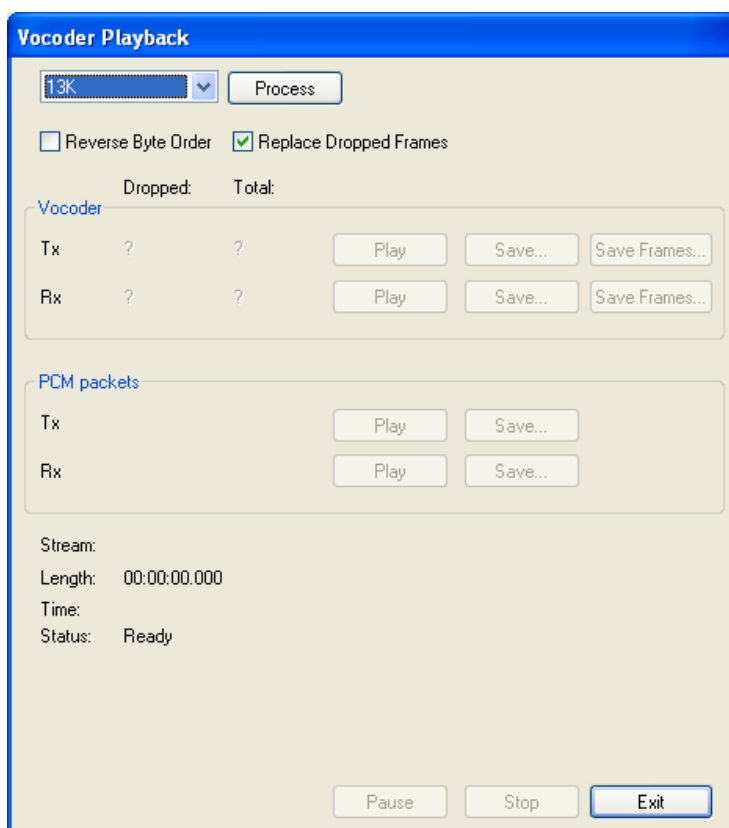 Vocoder Playback
13K Process
Reverse Byte Order Replace Dropped Frames
Dropped: Total:
Vocoder
Tx ? ? Play Save... Save Frames...
Rx ? ? Play Save... Save Frames...
PCM packets
Tx Play Save...
Rx Play Save...
Stream:
Length: 00:00:00.000
Time:
Status: Ready
Pause Stop Exit